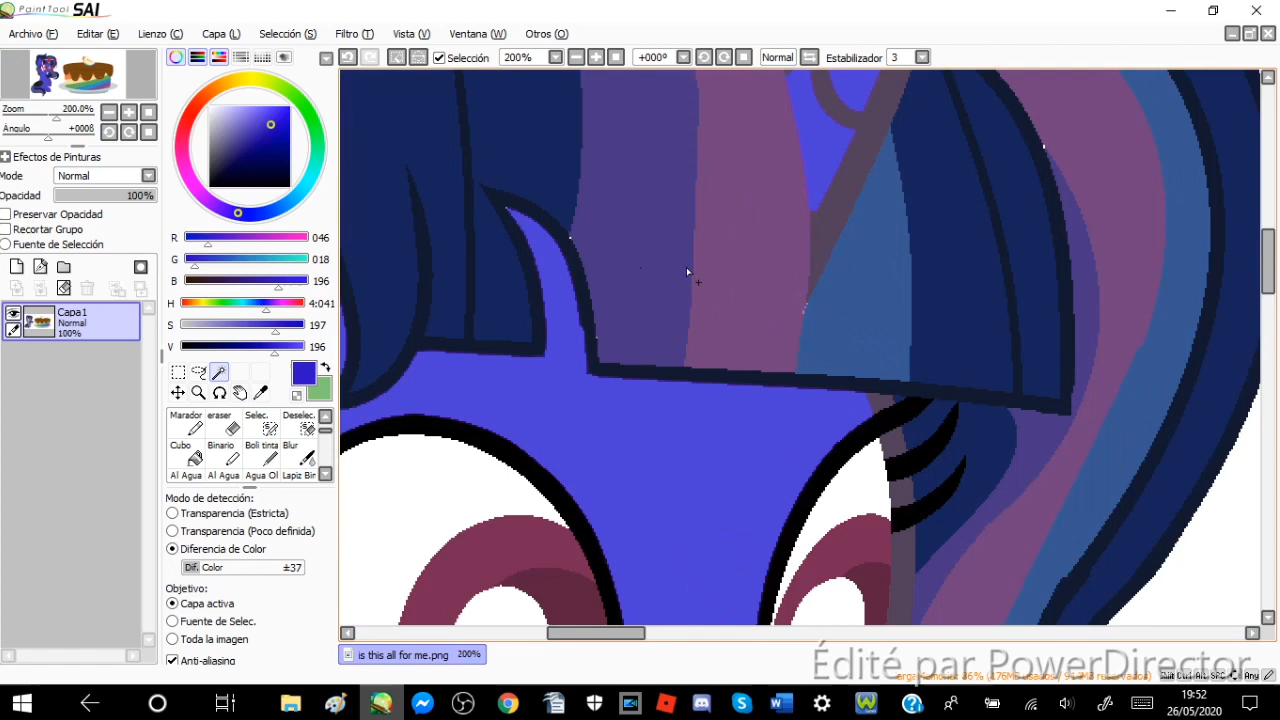 PaintTool SAI
Archivo (F) Editar (E) Lienzo (C) Capa (L) Selección (S) Filtro (T) Vista (V) Ventana (W) Otros (O)
Selección 200% +000º Normal Estabilizador 3
Zoom 200.0%
Ángulo +0008
Efectos de Pinturas
Mode Normal
Opacidad 100%
Preservar Opacidad
Recortar Grupo
Fuente de Selección
Capa1
Normal
100%
R 046
G 018
B 196
H 4:041
S 197
V 196
Marador eraser Selec. Deselec.
Cubo Binario Boli tinta Blur
Al Agua Al Agua Agua Ol Lapiz Bin
Modo de detección:
Transparencia (Estricta)
Transparencia (Poco definida)
Diferencia de Color
Dif. Color ±37
Objetivo:
Capa activa
Fuente de Selec.
Toda la imagen
Anti-aliasing
is this all for me.png 200%
Édité par PowerDirector
19:52
26/05/2020